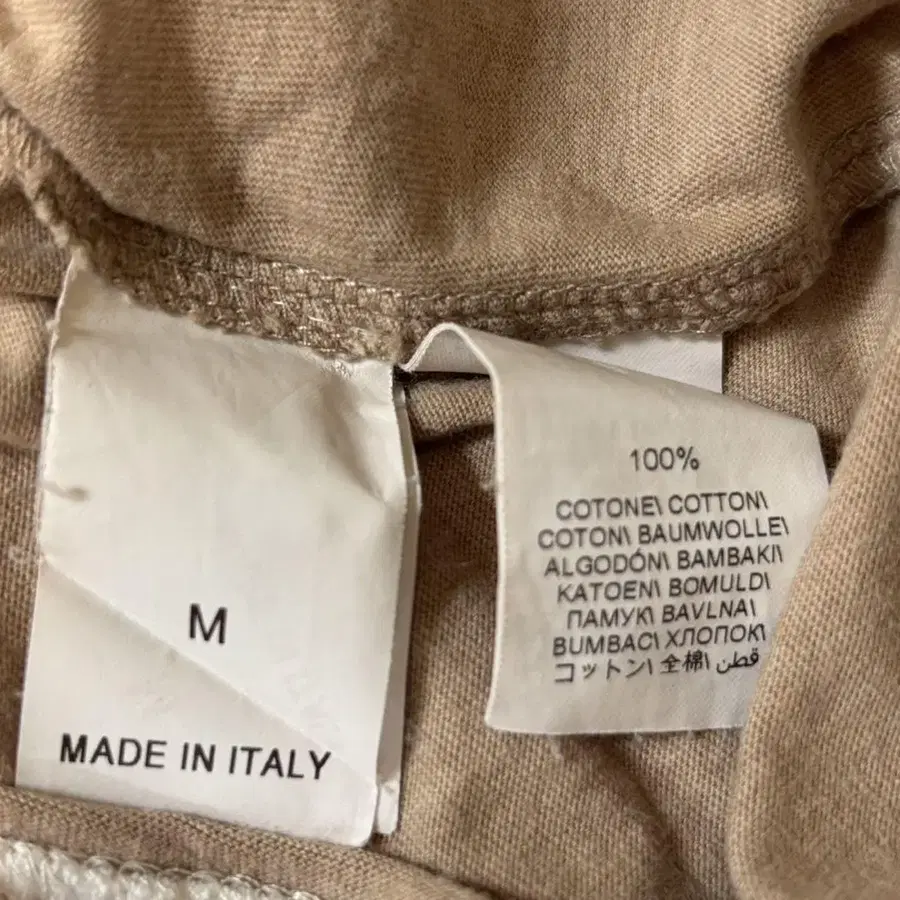 M
MADE IN ITALY
100%
COTONE\ COTTON\
COTON\ BAUMWOLLE\
ALGODÓN\ BAMBAKI\
KATOEN\ BOMULD\
ПАМУК\ BAVLNA\
BUMBAC\ ХЛОПОК\
コットン\ 全棉\ قطن